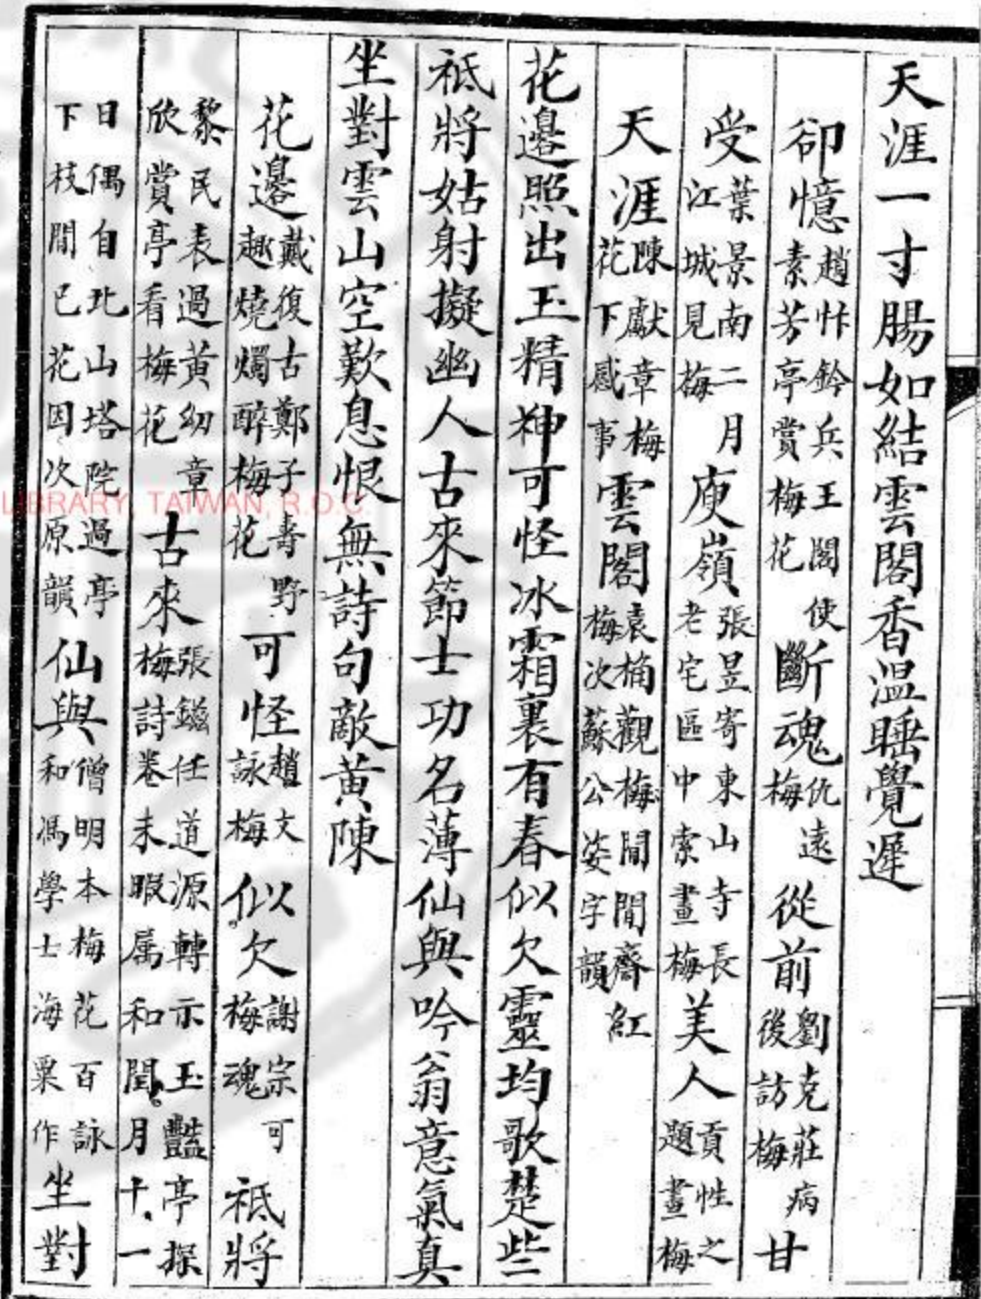 天涯一寸腸如結雲閣香溫睡覺遲
卻憶趙忭鈐兵王閣使素芳亭賞梅花斷魂仇遠梅從前劉克莊病後訪梅甘
受葉景南二月江城見梅庾嶺張昱寄東山寺長老宅區中索畫梅美人貢性之題畫梅
天涯陳獻章梅花下感事雲閣袁桷觀梅閒閒齋紅梅次蘇公姿字韻
花邊照出玉精神可怪冰霜裏有春似欠靈均歌楚些
祗將姑射擬幽人古來節士功名薄仙與吟翁意氣真
坐對雲山空歎息恨無詩句敵黃陳
花邊戴復古鄭子壽野趣燒燭醉梅花可怪趙文詠梅似欠謝宗可梅魂祗將
黎民表過黃幼章欣賞亭看梅花古來張鎡任道源轉示玉豔亭探梅詩卷未暇屬和閏月十一
日偶自北山塔院過亭下枝間已花因次原韻仙與僧明本梅花百詠和馮學士海粟作坐對
LIBRARY, TAIWAN, R.O.C.